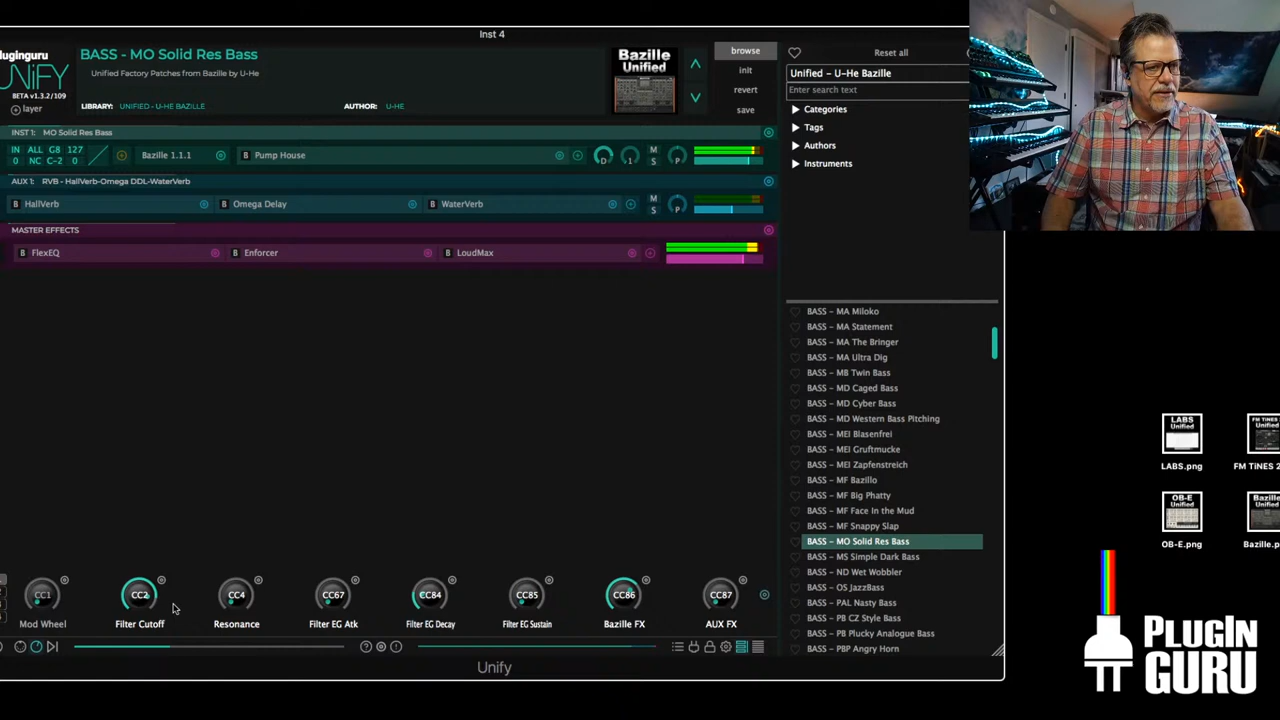 Inst 4
pluginguru
UNiFY
BETA v1.3.2/109
layer
BASS - MO Solid Res Bass
Unified Factory Patches from Bazille by U-He
LIBRARY: UNIFIED - U-HE BAZILLE
AUTHOR: U-HE
Bazille
Unified
browse
init
revert
save
INST 1: MO Solid Res Bass
IN ALL G8 127
0 NC C-2 0
Bazille 1.1.1
B Pump House
D
1
M
S
P
AUX 1: RVB - HallVerb-Omega DDL-WaterVerb
B HallVerb
B Omega Delay
B WaterVerb
M
S
P
MASTER EFFECTS
B FlexEQ
B Enforcer
B LoudMax
Reset all
Unified - U-He Bazille
Enter search text
Categories
Tags
Authors
Instruments
BASS - MA Miloko
BASS - MA Statement
BASS - MA The Bringer
BASS - MA Ultra Dig
BASS - MB Twin Bass
BASS - MD Caged Bass
BASS - MD Cyber Bass
BASS - MD Western Bass Pitching
BASS - MEI Blasenfrei
BASS - MEI Gruftmucke
BASS - MEI Zapfenstreich
BASS - MF Bazillo
BASS - MF Big Phatty
BASS - MF Face In the Mud
BASS - MF Snappy Slap
BASS - MO Solid Res Bass
BASS - MS Simple Dark Bass
BASS - ND Wet Wobbler
BASS - OS JazzBass
BASS - PAL Nasty Bass
BASS - PB CZ Style Bass
BASS - PB Plucky Analogue Bass
BASS - PBP Angry Horn
CC1
CC2
CC4
CC67
CC84
CC85
CC86
CC87
Mod Wheel
Filter Cutoff
Resonance
Filter EG Atk
Filter EG Decay
Filter EG Sustain
Bazille FX
AUX FX
Unify
LABS
Unified
LABS.png
FM TiNES 2
OB-E
Unified
OB-E.png
Bazille
Unified
Bazille.p
PLUGIN
GURU